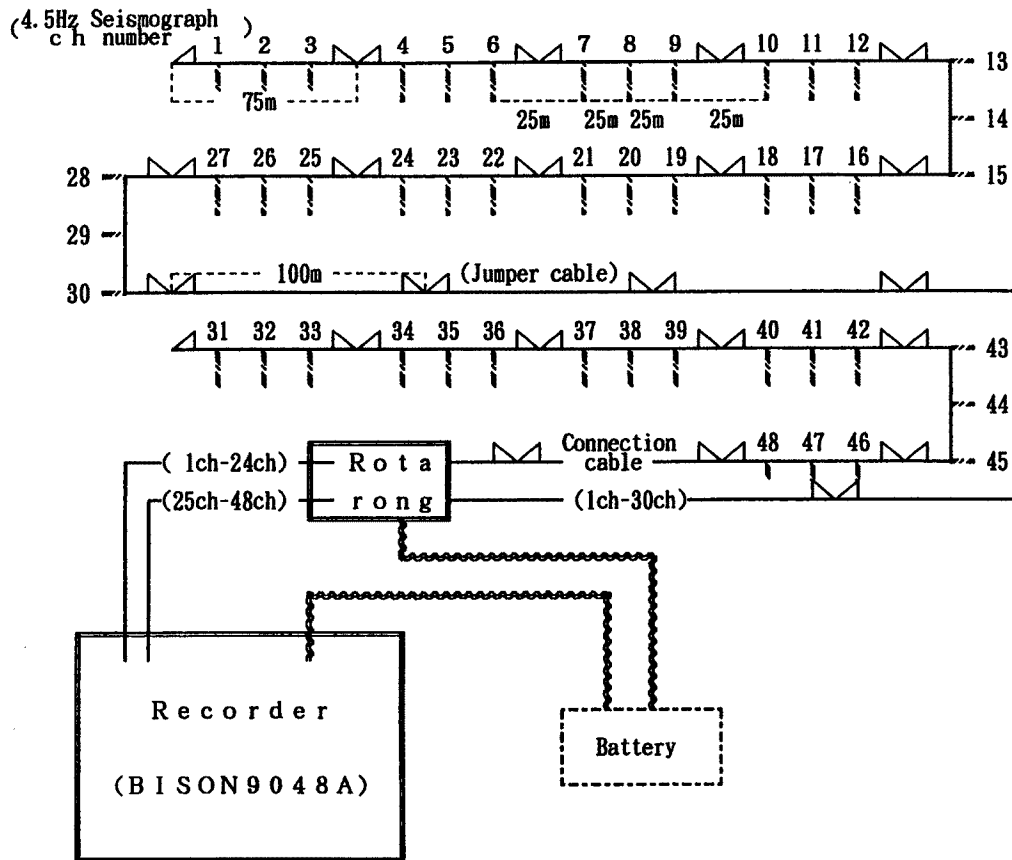 (4.5Hz Seismograph
ch number)
1 2 3 4 5 6 7 8 9 10 11 12
13
75m
25m 25m 25m 25m
14
28 27 26 25 24 23 22 21 20 19 18 17 16 15
29
30 100m (Jumper cable)
31 32 33 34 35 36 37 38 39 40 41 42 43
44
Connection
cable
48 47 46
45
(1ch-24ch) Rota
(25ch-48ch) rong (1ch-30ch)
Recorder
Battery
(BISON9048A)